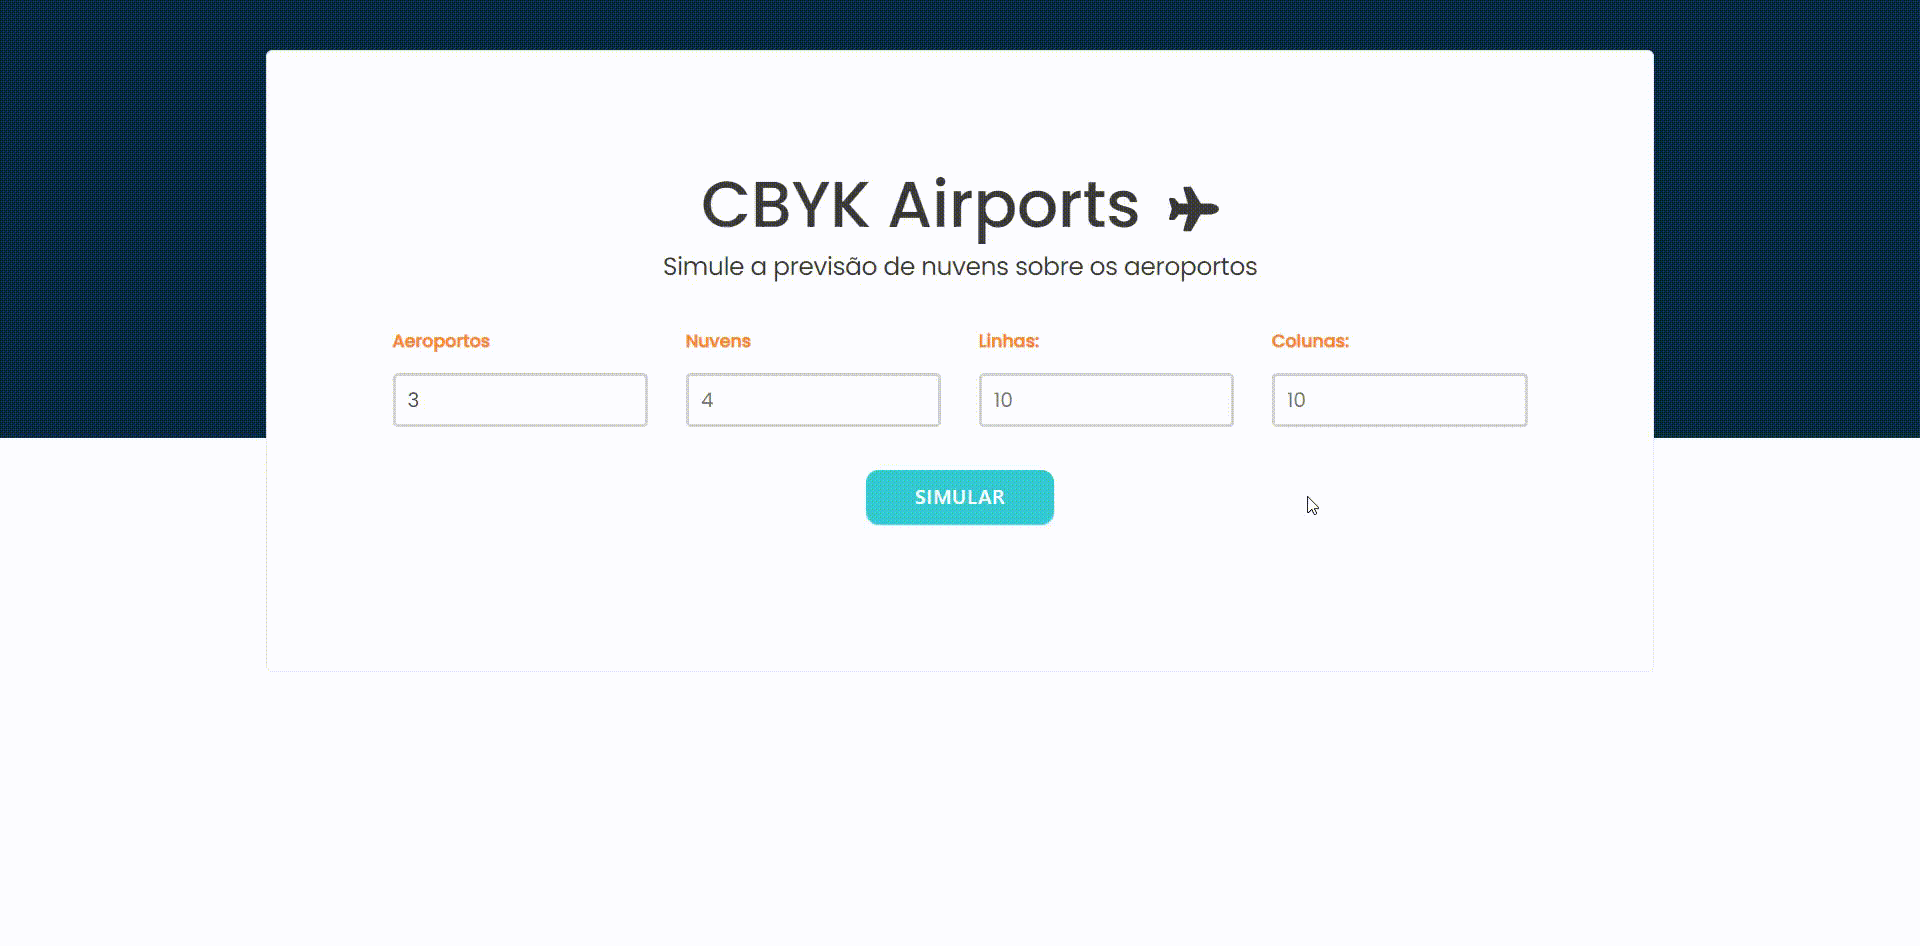 CBYK Airports
Simule a previsão de nuvens sobre os aeroportos
Aeroportos Nuvens Linhas: Colunas:
3 4 10 10
SIMULAR